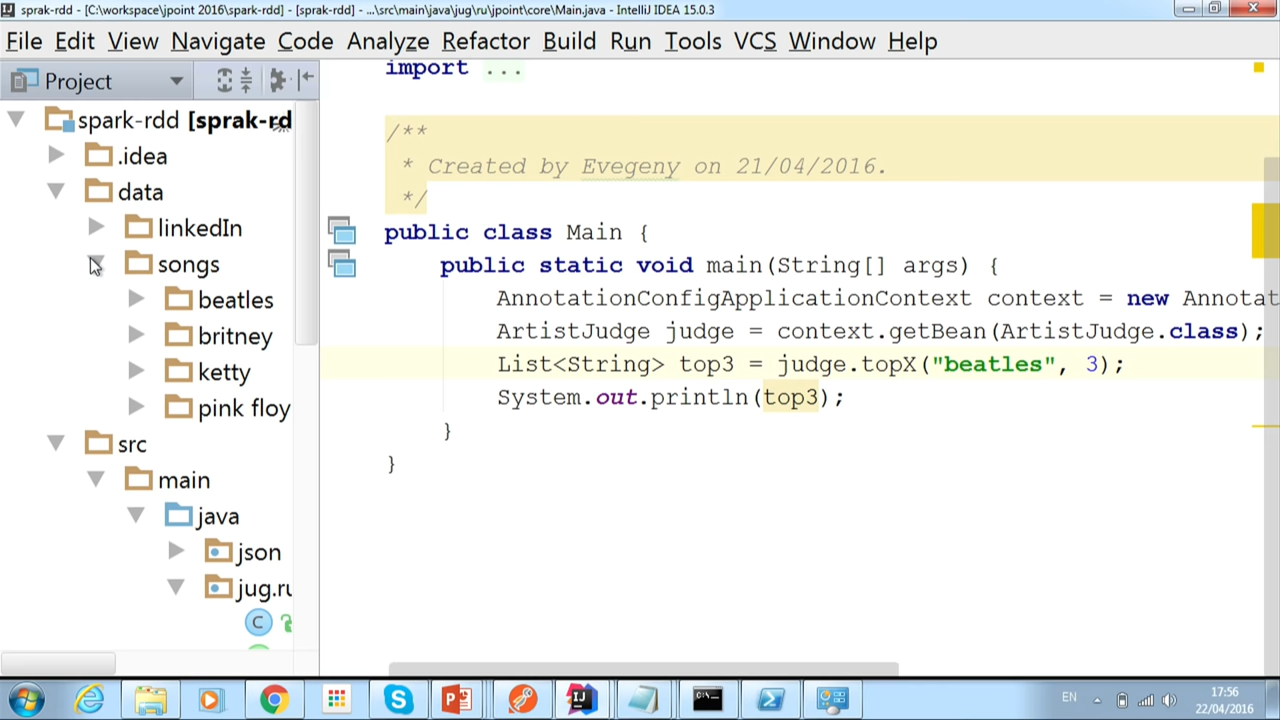 sprak-rdd - [C:\workspace\jpoint 2016\spark-rdd] - [sprak-rdd] - ...\src\main\java\jug\ru\jpoint\core\Main.java - IntelliJ IDEA 15.0.3
File Edit View Navigate Code Analyze Refactor Build Run Tools VCS Window Help
Project
spark-rdd [sprak-rd
.idea
data
linkedIn
songs
beatles
britney
ketty
pink floy
src
main
java
json
jug.ru
C
import ...
/**
* Created by Evegeny on 21/04/2016.
*/
public class Main {
public static void main(String[] args) {
AnnotationConfigApplicationContext context = new Annotat
ArtistJudge judge = context.getBean(ArtistJudge.class);
List<String> top3 = judge.topX("beatles", 3);
System.out.println(top3);
}
}
EN
17:56
22/04/2016